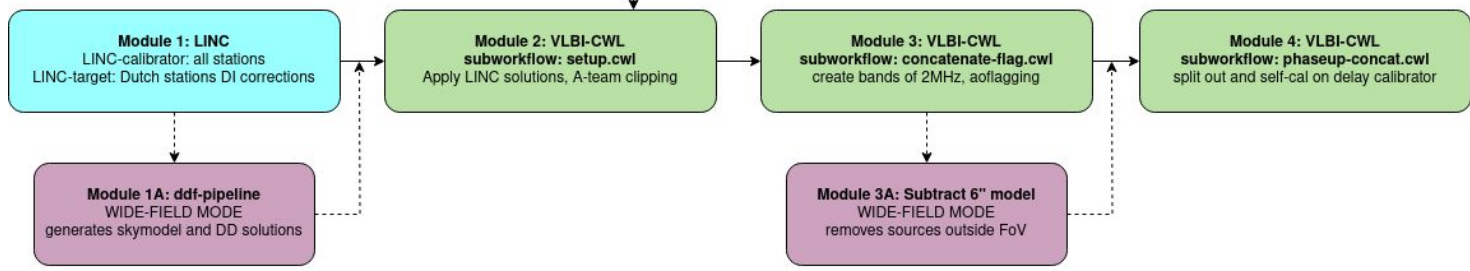 Module 1: LINC
LINC-calibrator: all stations
LINC-target: Dutch stations DI corrections
Module 2: VLBI-CWL
subworkflow: setup.cwl
Apply LINC solutions, A-team clipping
Module 3: VLBI-CWL
subworkflow: concatenate-flag.cwl
create bands of 2MHz, aoflagging
Module 4: VLBI-CWL
subworkflow: phaseup-concat.cwl
split out and self-cal on delay calibrator
Module 1A: ddf-pipeline
WIDE-FIELD MODE
generates skymodel and DD solutions
Module 3A: Subtract 6" model
WIDE-FIELD MODE
removes sources outside FoV